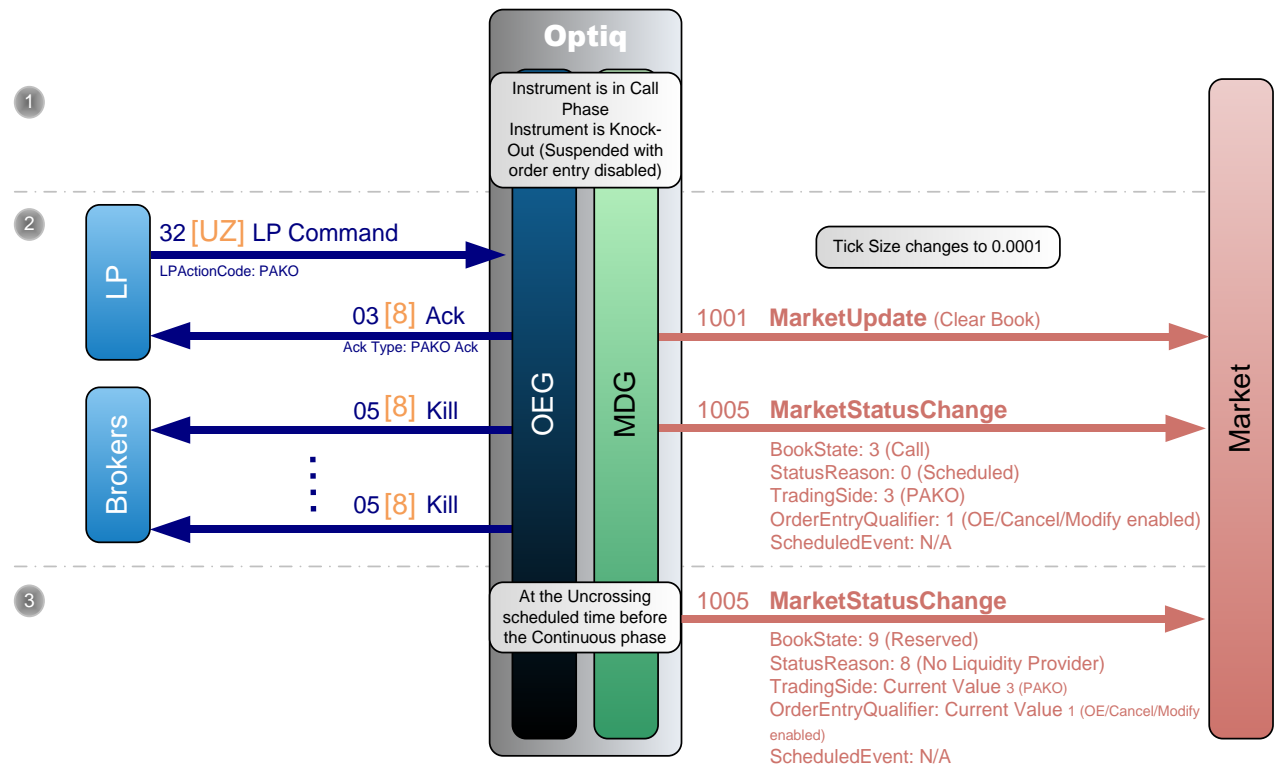 Optiq
1
Instrument is in Call
Phase
Instrument is Knock-
Out (Suspended with
order entry disabled)
2
LP
32 [UZ] LP Command
LPActionCode: PAKO
Tick Size changes to 0.0001
03 [8] Ack
Ack Type: PAKO Ack
1001 MarketUpdate (Clear Book)
OEG
MDG
Market
Brokers
05 [8] Kill
05 [8] Kill
1005 MarketStatusChange
BookState: 3 (Call)
StatusReason: 0 (Scheduled)
TradingSide: 3 (PAKO)
OrderEntryQualifier: 1 (OE/Cancel/Modify enabled)
ScheduledEvent: N/A
3
At the Uncrossing
scheduled time before
the Continuous phase
1005 MarketStatusChange
BookState: 9 (Reserved)
StatusReason: 8 (No Liquidity Provider)
TradingSide: Current Value 3 (PAKO)
OrderEntryQualifier: Current Value 1 (OE/Cancel/Modify
enabled)
ScheduledEvent: N/A